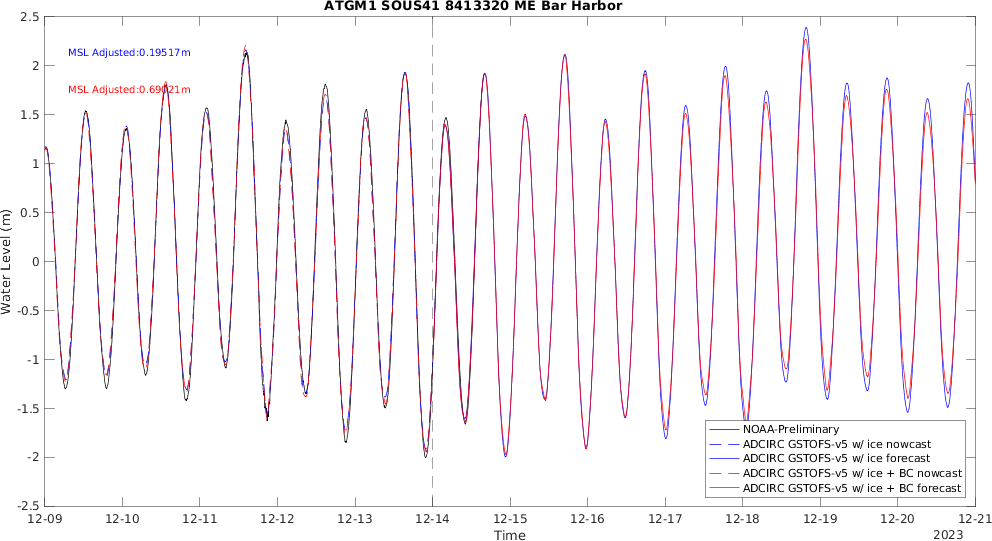 ATGM1 SOUS41 8413320 ME Bar Harbor
2.5
2
1.5
1
0.5
0
-0.5
-1
-1.5
-2
-2.5
Water Level (m)
MSL Adjusted:0.19517m
MSL Adjusted:0.69021m
NOAA-Preliminary
ADCIRC GSTOFS-v5 w/ ice nowcast
ADCIRC GSTOFS-v5 w/ ice forecast
ADCIRC GSTOFS-v5 w/ ice + BC nowcast
ADCIRC GSTOFS-v5 w/ ice + BC forecast
12-09 12-10 12-11 12-12 12-13 12-14 12-15 12-16 12-17 12-18 12-19 12-20 12-21
Time
2023